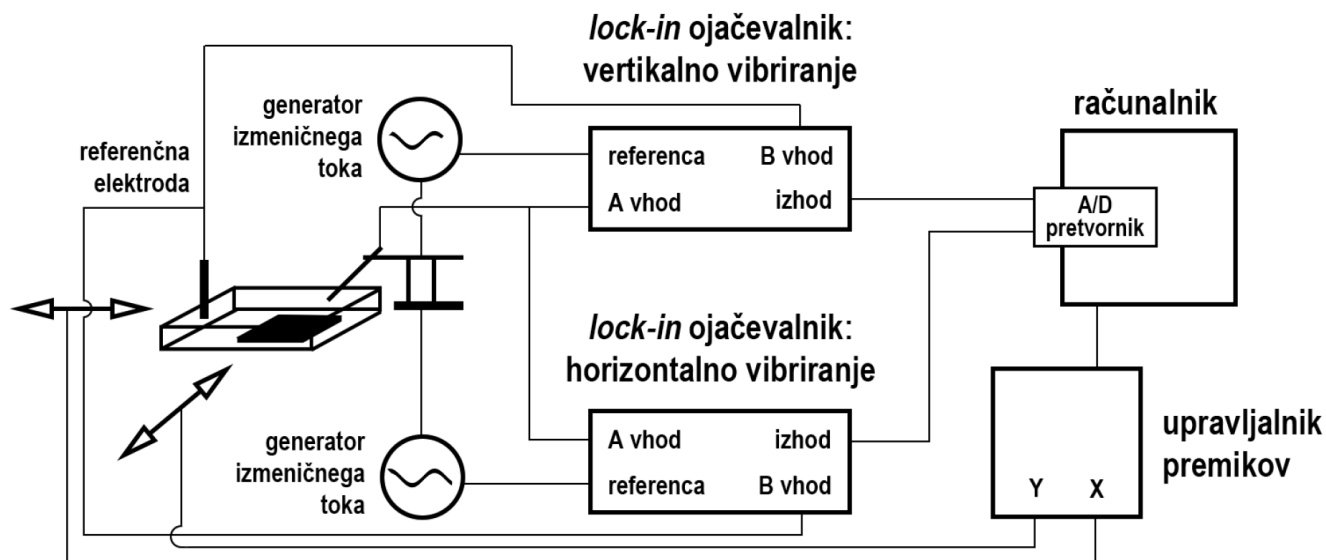 lock-in ojačevalnik:
vertikalno vibriranje
generator
izmeničnega
toka
referenčna
elektroda
referenca B vhod
A vhod izhod
računalnik
A/D
pretvornik
lock-in ojačevalnik:
horizontalno vibriranje
generator
izmeničnega
toka
A vhod izhod
referenca B vhod
upravljalnik
premikov
Y X